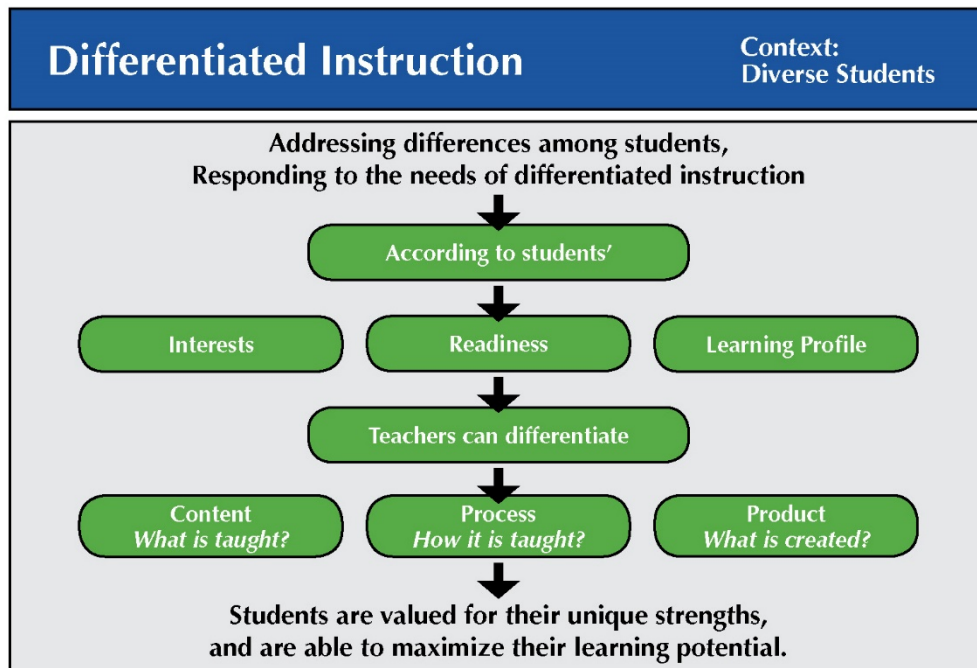 Differentiated Instruction
Context:
Diverse Students
Addressing differences among students,
Responding to the needs of differentiated instruction
According to students’
Interests
Readiness
Learning Profile
Teachers can differentiate
Content
What is taught?
Process
How it is taught?
Product
What is created?
Students are valued for their unique strengths,
and are able to maximize their learning potential.